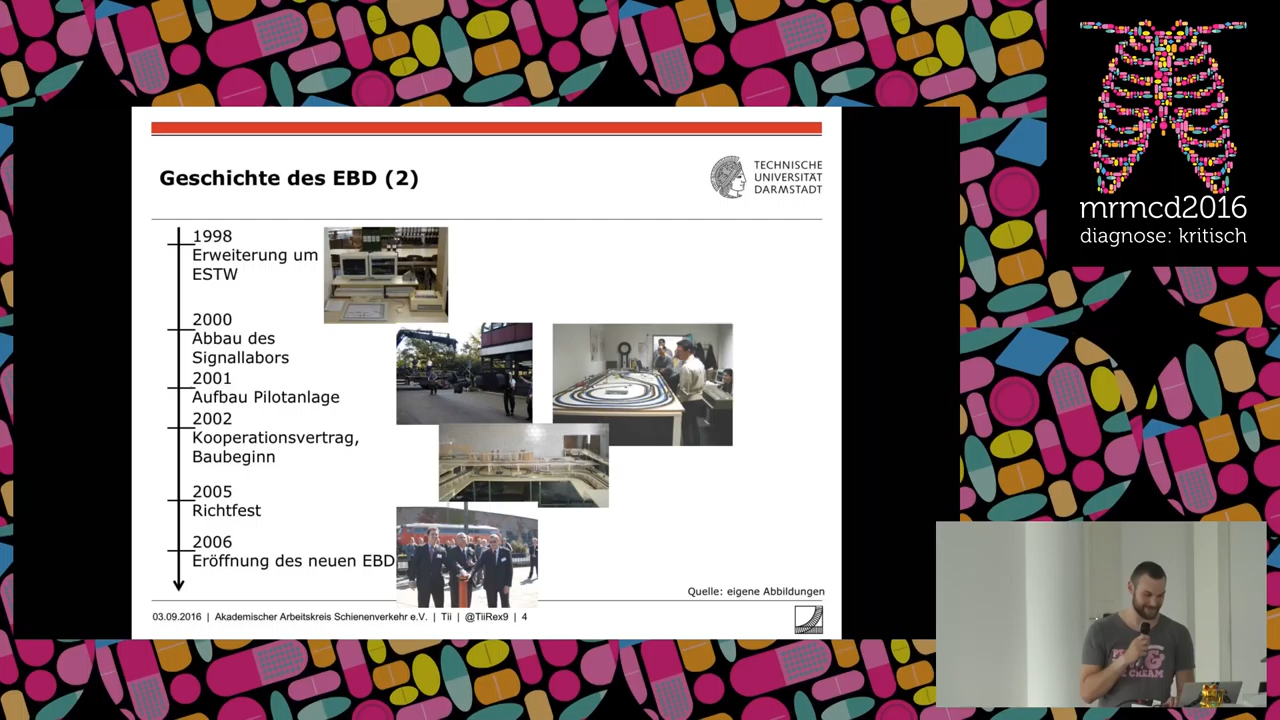 Geschichte des EBD (2)
TECHNISCHE
UNIVERSITÄT
DARMSTADT
1998
Erweiterung um
ESTW
2000
Abbau des
Signallabors
2001
Aufbau Pilotanlage
2002
Kooperationsvertrag,
Baubeginn
2005
Richtfest
2006
Eröffnung des neuen EBD
Quelle: eigene Abbildungen
03.09.2016 | Akademischer Arbeitskreis Schienenverkehr e.V. | Tii | @TiiRex9 | 4
mrmcd2016
diagnose: kritisch